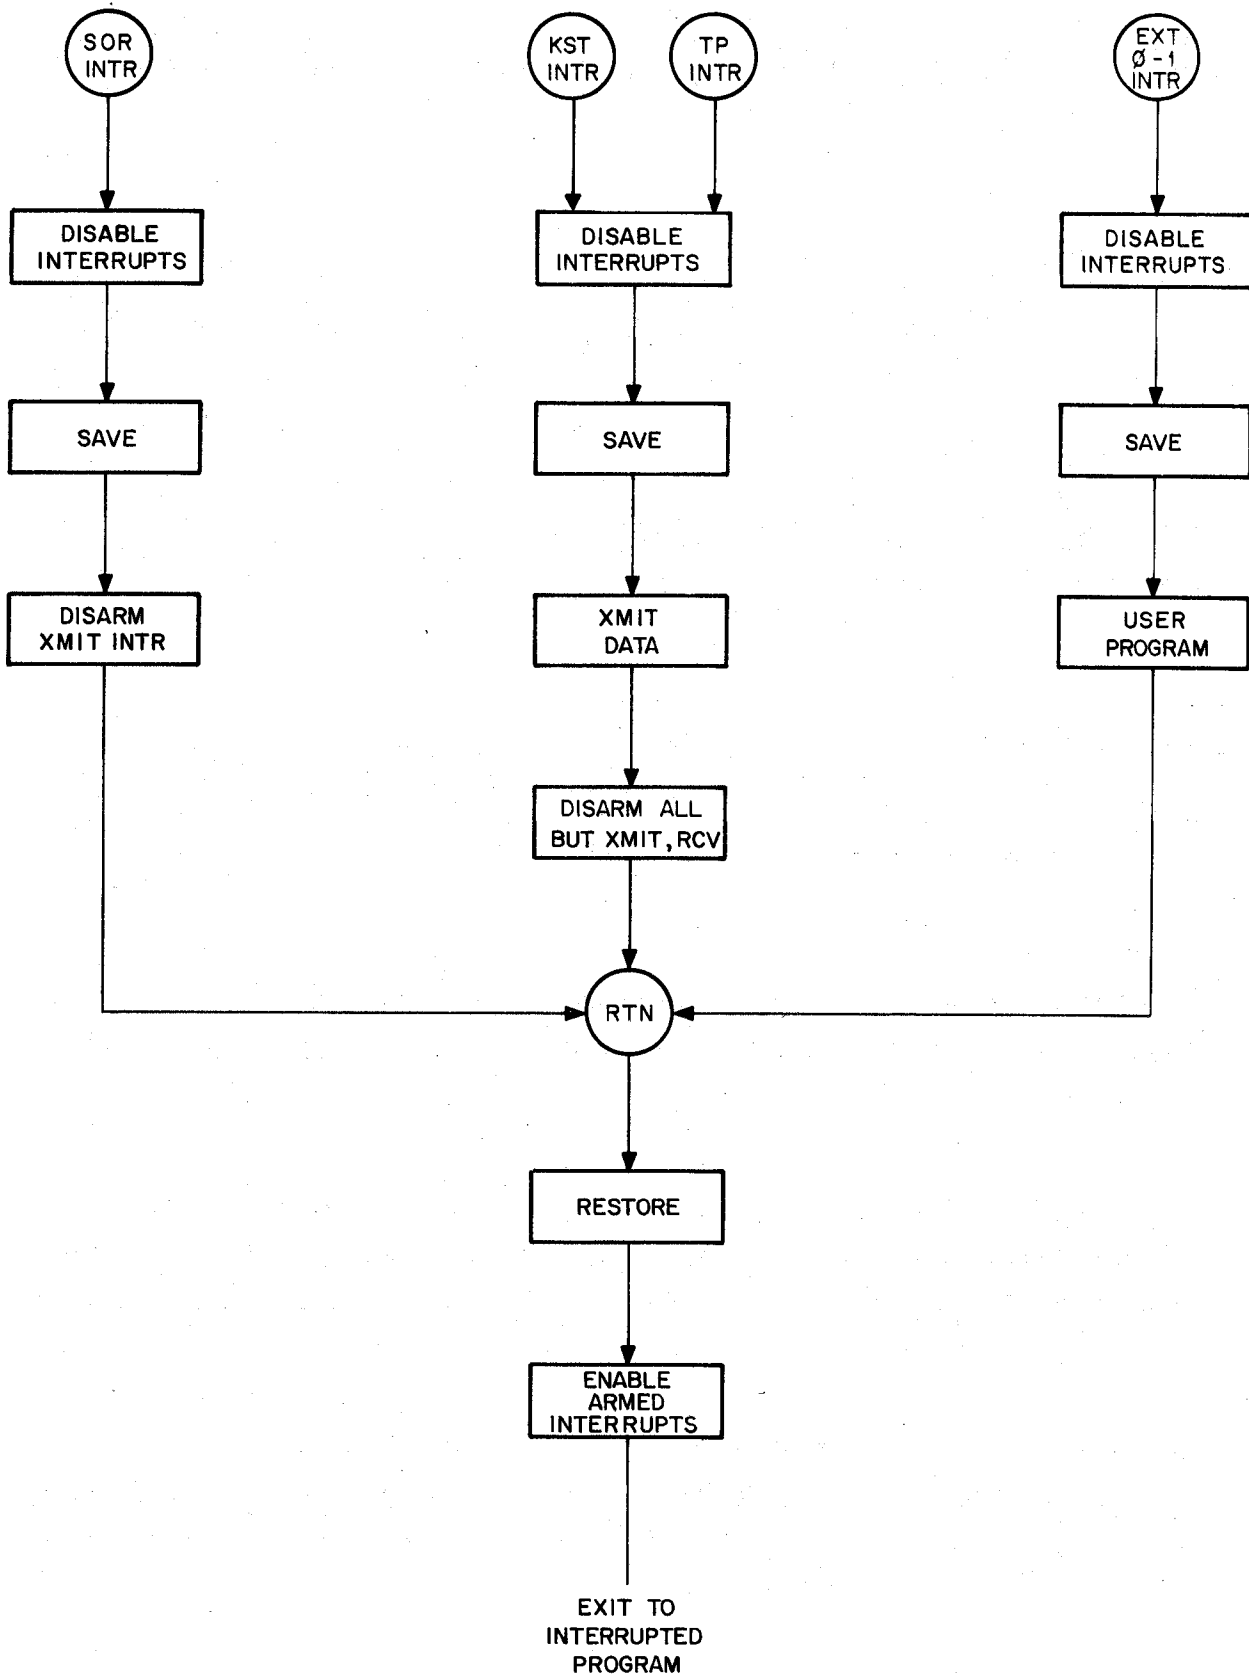 SOR
INTR
KST
INTR
TP
INTR
EXT
Ø-1
INTR
DISABLE
INTERRUPTS
DISABLE
INTERRUPTS
DISABLE
INTERRUPTS
SAVE
SAVE
SAVE
DISARM
XMIT INTR
XMIT
DATA
USER
PROGRAM
DISARM ALL
BUT XMIT, RCV
RTN
RESTORE
ENABLE
ARMED
INTERRUPTS
EXIT TO
INTERRUPTED
PROGRAM